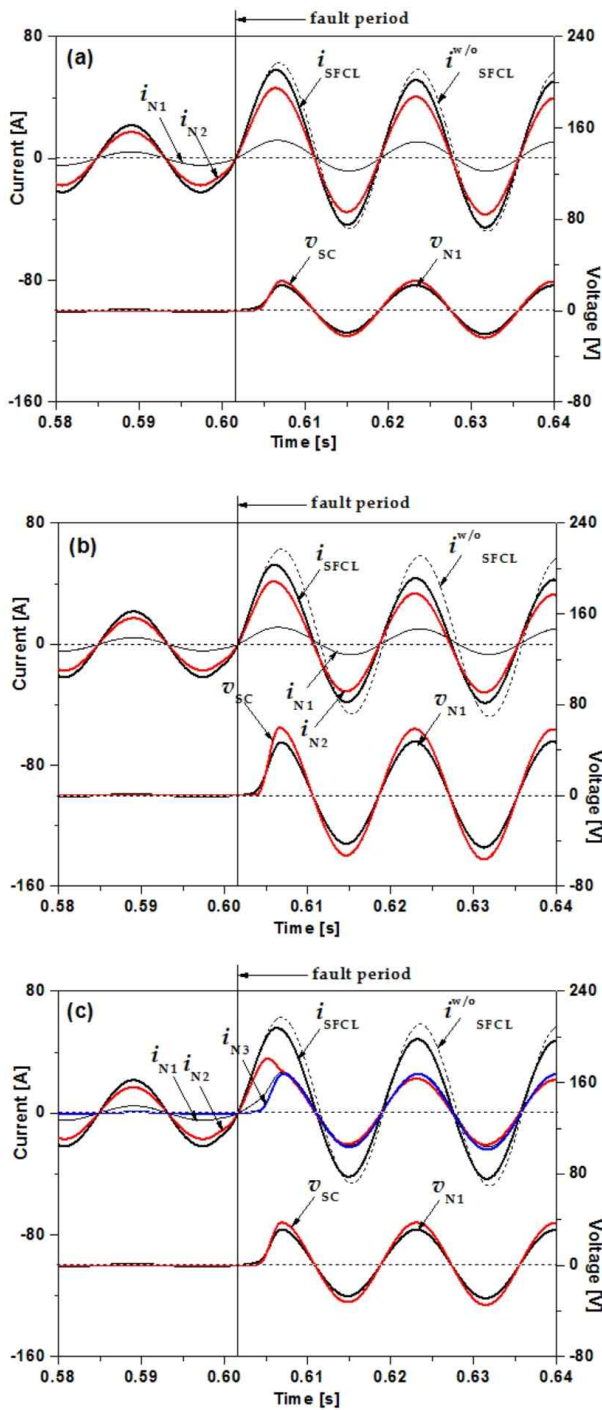 fault period
(a)
80
0
-80
-160
Current [A]
240
160
80
0
-80
Voltage [V]
i N1
i N2
i SFCL
i w/o SFCL
v SC
v N1
0.58 0.59 0.60 0.61 0.62 0.63 0.64
Time [s]
fault period
(b)
80
0
-80
-160
Current [A]
240
160
80
0
-80
Voltage [V]
i SFCL
i w/o SFCL
v SC
i N1
i N2
v N1
0.58 0.59 0.60 0.61 0.62 0.63 0.64
Time [s]
fault period
(c)
80
0
-80
-160
Current [A]
240
160
80
0
-80
Voltage [V]
i N1
i N2
i N3
i SFCL
i w/o SFCL
v SC
v N1
0.58 0.59 0.60 0.61 0.62 0.63 0.64
Time [s]